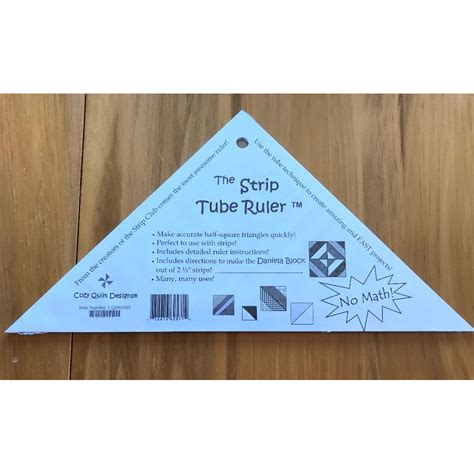 From the creators of the Strip Club comes the most awesome ruler!
Use the tube technique to create amazing and FAST projects!
The Strip
Tube Ruler ™
• Make accurate half-square triangles quickly!
• Perfect to use with strips!
• Includes detailed ruler instructions!
• Includes directions to make the Daniela Block
out of 2 ½" strips!
• Many, many uses!
Cozy Quilt Designs
Item Number
No Math!